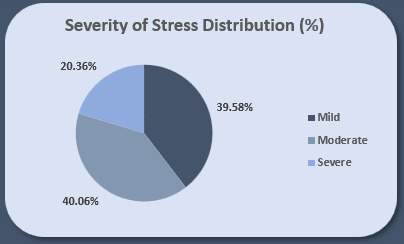 Severity of Stress Distribution (%)
20.36%
39.58%
40.06%
Mild
Moderate
Severe